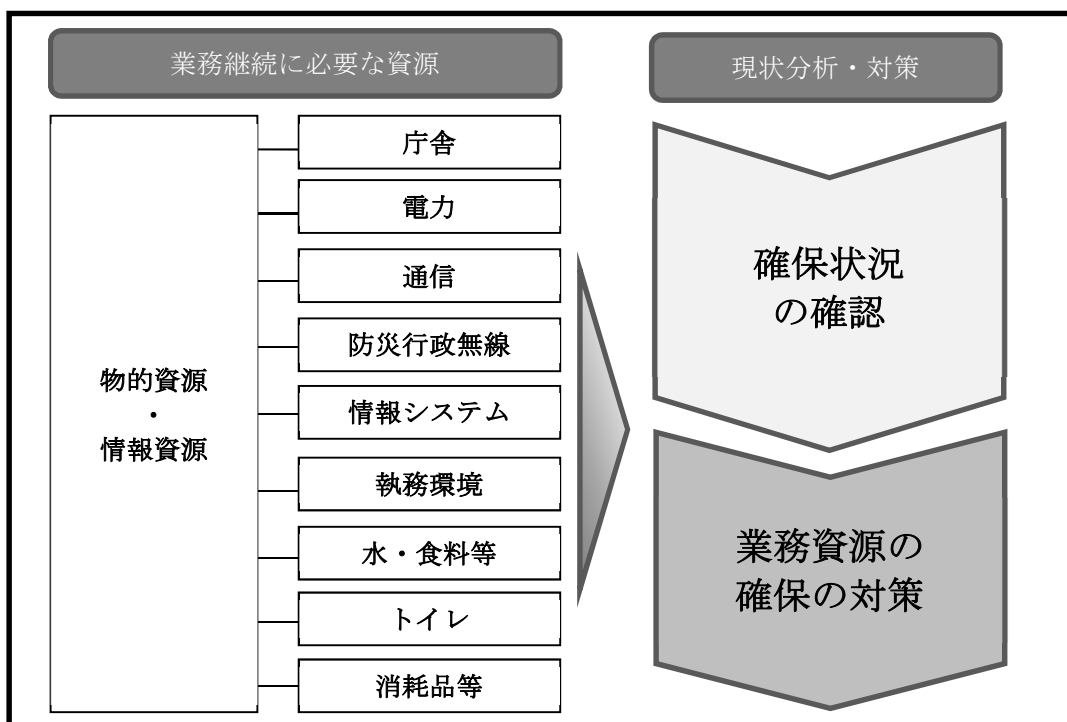 業務継続に必要な資源
現状分析・対策
物的資源
・
情報資源
庁舎
電力
通信
防災行政無線
情報システム
執務環境
水・食料等
トイレ
消耗品等
確保状況
の確認
業務資源の
確保の対策